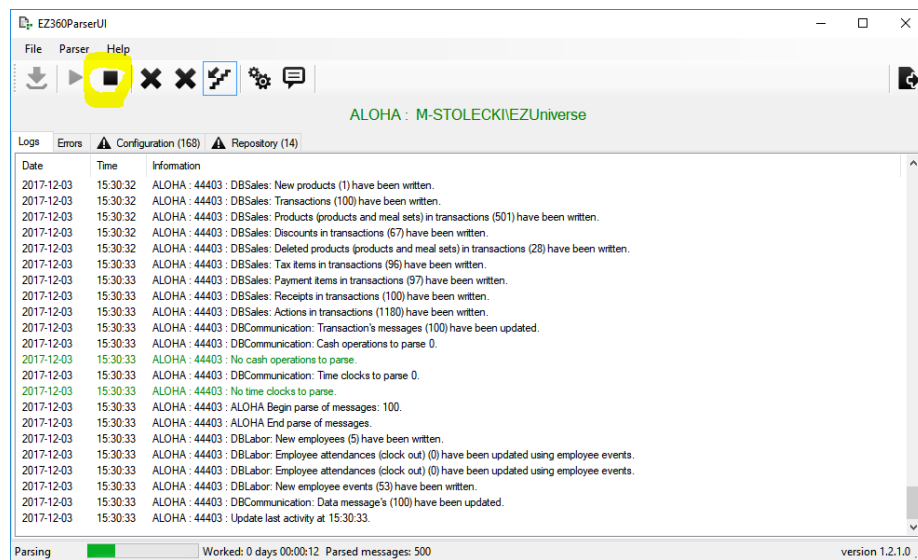 EZ360ParserUI
File Parser Help
ALOHA : M-STOLECKI\EZUniverse
Logs Errors Configuration (168) Repository (14)
Date Time Information
2017-12-03 15:30:32 ALOHA : 44403 : DBSales: New products (1) have been written.
2017-12-03 15:30:32 ALOHA : 44403 : DBSales: Transactions (100) have been written.
2017-12-03 15:30:32 ALOHA : 44403 : DBSales: Products (products and meal sets) in transactions (501) have been written.
2017-12-03 15:30:32 ALOHA : 44403 : DBSales: Discounts in transactions (67) have been written.
2017-12-03 15:30:32 ALOHA : 44403 : DBSales: Deleted products (products and meal sets) in transactions (28) have been written.
2017-12-03 15:30:33 ALOHA : 44403 : DBSales: Tax items in transactions (96) have been written.
2017-12-03 15:30:33 ALOHA : 44403 : DBSales: Payment items in transactions (97) have been written.
2017-12-03 15:30:33 ALOHA : 44403 : DBSales: Receipts in transactions (100) have been written.
2017-12-03 15:30:33 ALOHA : 44403 : DBSales: Actions in transactions (1180) have been written.
2017-12-03 15:30:33 ALOHA : 44403 : DBCommunication: Transaction's messages (100) have been updated.
2017-12-03 15:30:33 ALOHA : 44403 : DBCommunication: Cash operations to parse 0.
2017-12-03 15:30:33 ALOHA : 44403 : No cash operations to parse.
2017-12-03 15:30:33 ALOHA : 44403 : DBCommunication: Time clocks to parse 0.
2017-12-03 15:30:33 ALOHA : 44403 : No time clocks to parse.
2017-12-03 15:30:33 ALOHA : 44403 : ALOHA Begin parse of messages: 100.
2017-12-03 15:30:33 ALOHA : 44403 : ALOHA End parse of messages.
2017-12-03 15:30:33 ALOHA : 44403 : DBLabor: New employees (5) have been written.
2017-12-03 15:30:33 ALOHA : 44403 : DBLabor: Employee attendances (clock out) (0) have been updated using employee events.
2017-12-03 15:30:33 ALOHA : 44403 : DBLabor: Employee attendances (clock out) (0) have been updated using employee events.
2017-12-03 15:30:33 ALOHA : 44403 : DBLabor: New employee events (53) have been written.
2017-12-03 15:30:33 ALOHA : 44403 : DBCommunication: Data message's (100) have been updated.
2017-12-03 15:30:33 ALOHA : 44403 : Update last activity at 15:30:33.
Parsing Worked: 0 days 00:00:12 Parsed messages: 500 version 1.2.1.0